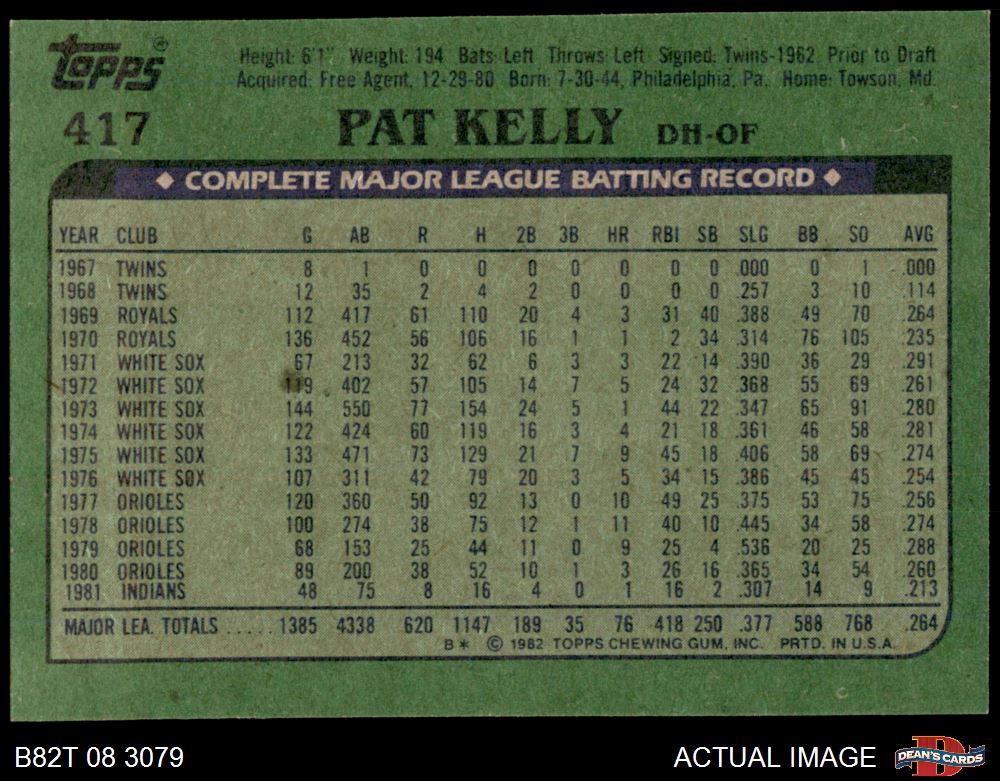 Topps
Height: 6'1" Weight: 194 Bats: Left Throws: Left Signed: Twins-1962 Prior to Draft
Acquired: Free Agent, 12-29-80 Born: 7-30-44, Philadelphia, Pa. Home: Towson, Md.
417 PAT KELLY DH-OF
COMPLETE MAJOR LEAGUE BATTING RECORD
YEAR CLUB G AB R H 2B 3B HR RBI SB SLG BB SO AVG
1967 TWINS 8 1 0 0 0 0 0 0 0 .000 0 1 .000
1968 TWINS 12 35 2 4 2 0 0 0 0 .257 3 10 .114
1969 ROYALS 112 417 61 110 20 4 3 31 40 .388 49 70 .264
1970 ROYALS 136 452 56 106 16 1 1 2 34 .314 76 105 .235
1971 WHITE SOX 67 213 32 62 6 3 3 22 14 .390 36 29 .291
1972 WHITE SOX 119 402 57 105 14 7 5 24 32 .368 55 69 .261
1973 WHITE SOX 144 550 77 154 24 5 1 44 22 .347 65 91 .280
1974 WHITE SOX 122 424 60 119 16 3 4 21 18 .361 46 58 .281
1975 WHITE SOX 133 471 73 129 21 7 9 45 18 .406 58 69 .274
1976 WHITE SOX 107 311 42 79 20 3 5 34 15 .386 45 45 .254
1977 ORIOLES 120 360 50 92 13 0 10 49 25 .375 53 75 .256
1978 ORIOLES 100 274 38 75 12 1 11 40 10 .445 34 58 .274
1979 ORIOLES 68 153 25 44 11 0 9 25 4 .536 20 25 .288
1980 ORIOLES 89 200 38 52 10 1 3 26 16 .365 34 54 .260
1981 INDIANS 48 75 8 16 4 0 1 16 2 .307 14 9 .213
MAJOR LEA. TOTALS ..... 1385 4338 620 1147 189 35 76 418 250 .377 588 768 .264
B* © 1982 TOPPS CHEWING GUM, INC. PRTD. IN U.S.A.
B82T 08 3079 ACTUAL IMAGE DEAN'S CARDS